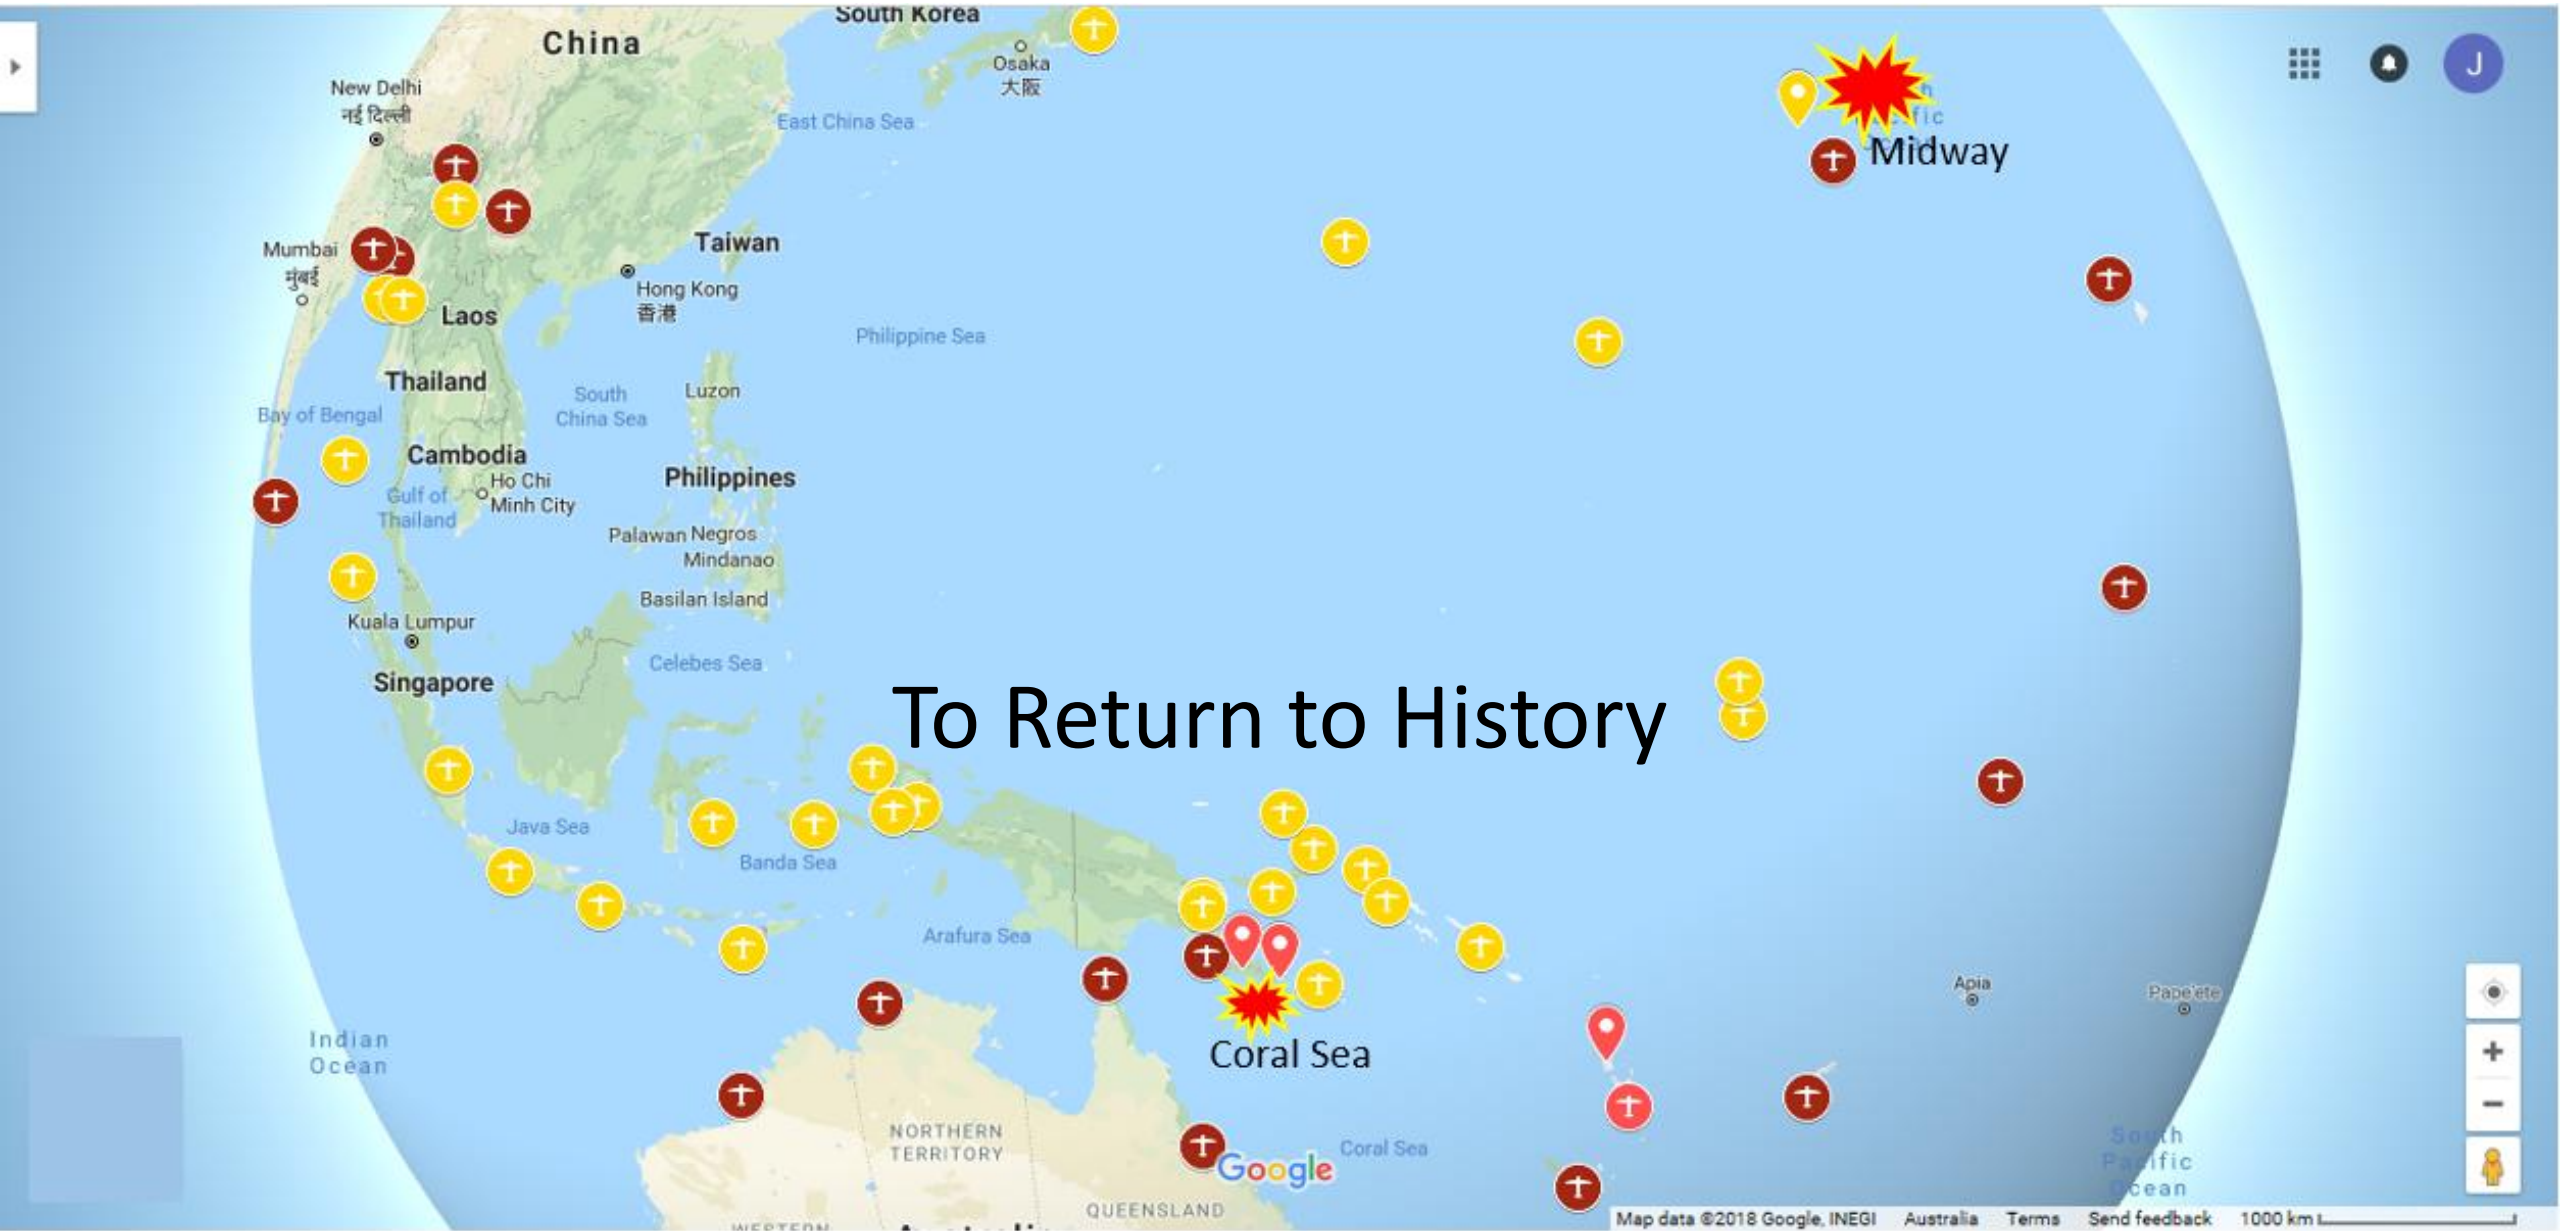 South Korea
China
Osaka
大阪
New Delhi
नई दिल्ली
East China Sea
Midway
Taiwan
Mumbai
मुंबई
Hong Kong
香港
Laos
Philippine Sea
Thailand
South
China Sea
Luzon
Bay of Bengal
Cambodia
Ho Chi
Minh City
Gulf of
Thailand
Philippines
Palawan
Negros
Mindanao
Basilan Island
Kuala Lumpur
Celebes Sea
Singapore
To Return to History
Java Sea
Banda Sea
Arafura Sea
Apia
Pape'ete
Indian
Ocean
Coral Sea
NORTHERN
TERRITORY
Coral Sea
Google
South
Pacific
Ocean
QUEENSLAND
WESTERN
Map data ©2018 Google, INEGI Australia Terms Send feedback 1000 km
J